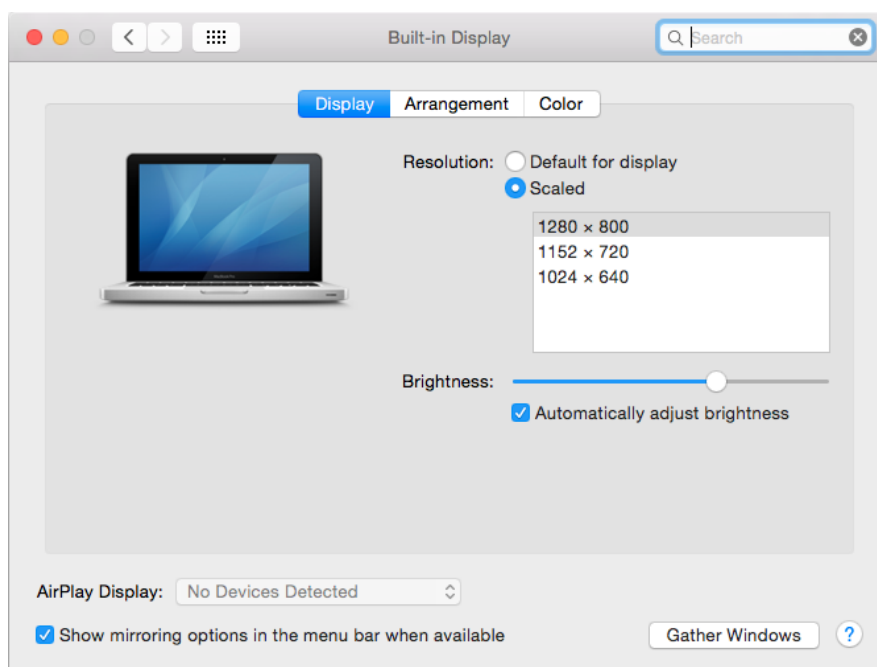 Built-in Display
Search
Display Arrangement Color
Resolution: Default for display
Scaled
1280 × 800
1152 × 720
1024 × 640
Brightness:
Automatically adjust brightness
AirPlay Display: No Devices Detected
Show mirroring options in the menu bar when available
Gather Windows ?